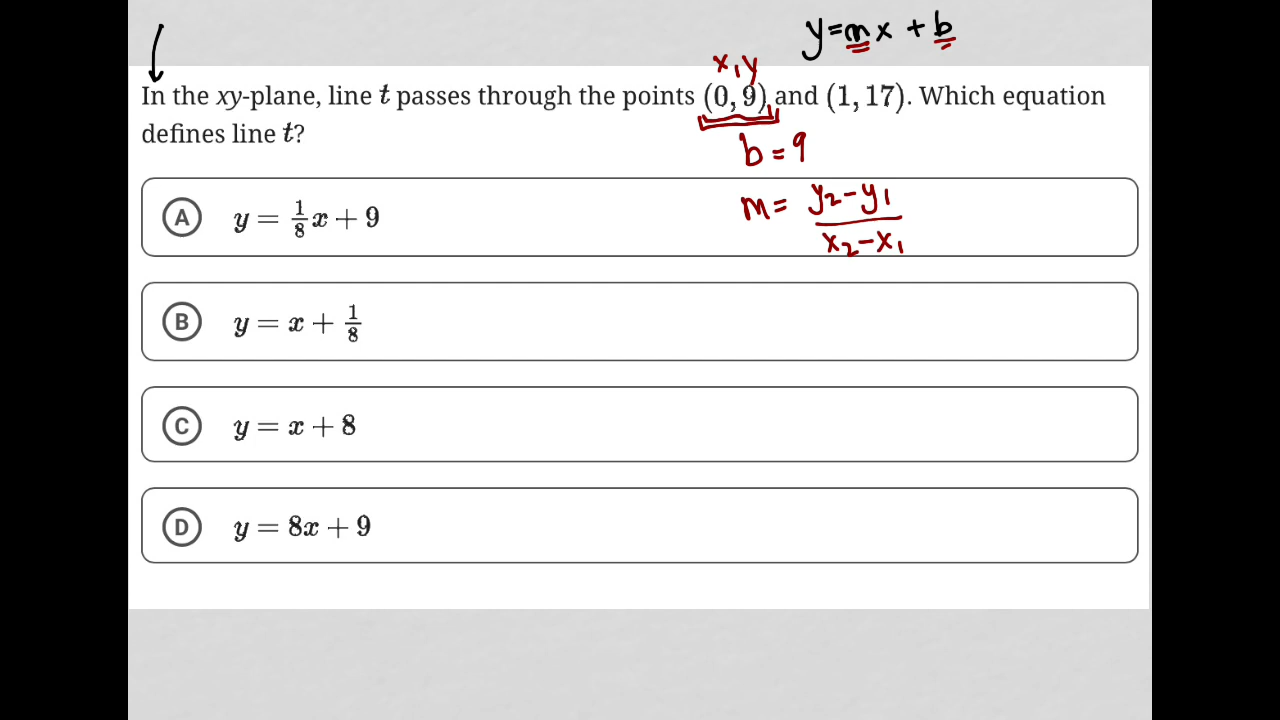 y=mx+b
x,y
In the xy-plane, line t passes through the points (0, 9) and (1, 17). Which equation
defines line t?
b=9
m= y2-y1
x2-x1
A y = 1/8 x + 9
B y = x + 1/8
C y = x + 8
D y = 8x + 9